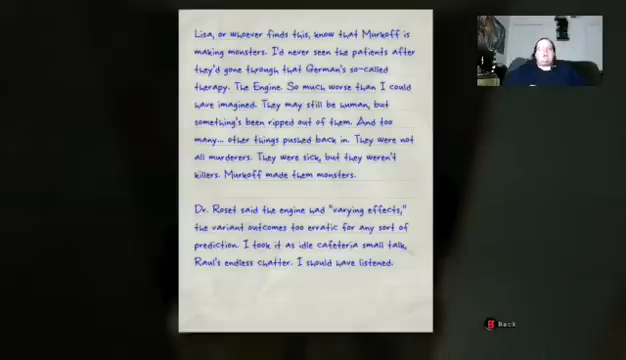 Lisa, or whoever finds this, know that Murkoff is
making monsters. I'd never seen the patients after
they'd gone through that German's so-called
therapy. The Engine. So much worse than I could
have imagined. They may still be human, but
something's been ripped out of them. And too
many... other things pushed back in. They were not
all murderers. They were sick, but they weren't
killers. Murkoff made them monsters.
Dr. Roset said the engine had "varying effects,"
the variant outcomes too erratic for any sort of
prediction. I took it as idle cafeteria small talk,
Raul's endless chatter. I should have listened.
B Back